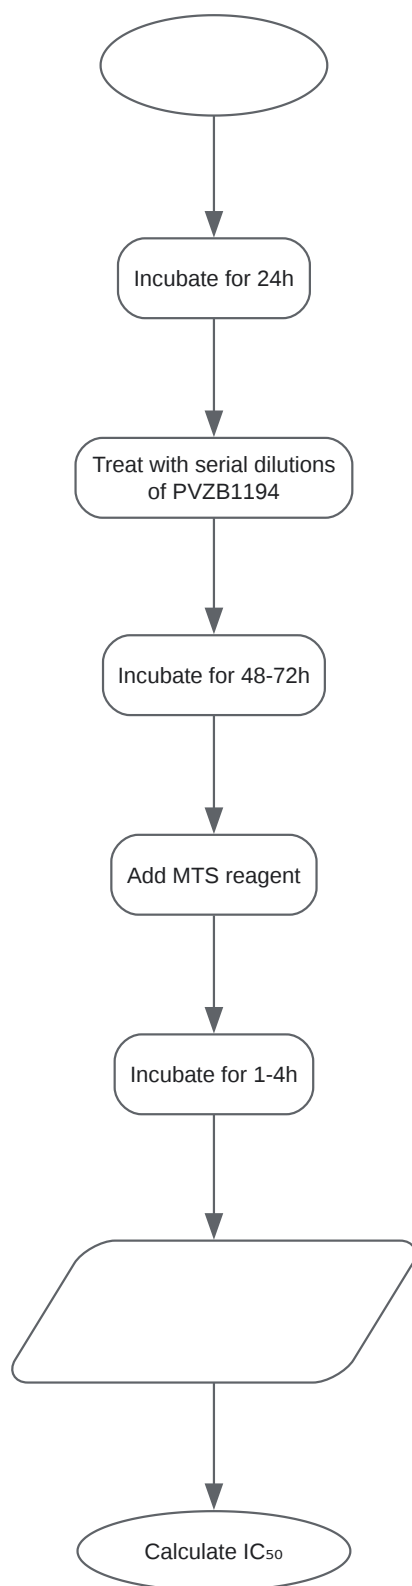 Incubate for 24h
Treat with serial dilutions
of PVZB1194
Incubate for 48-72h
Add MTS reagent
Incubate for 1-4h
Calculate IC₅₀